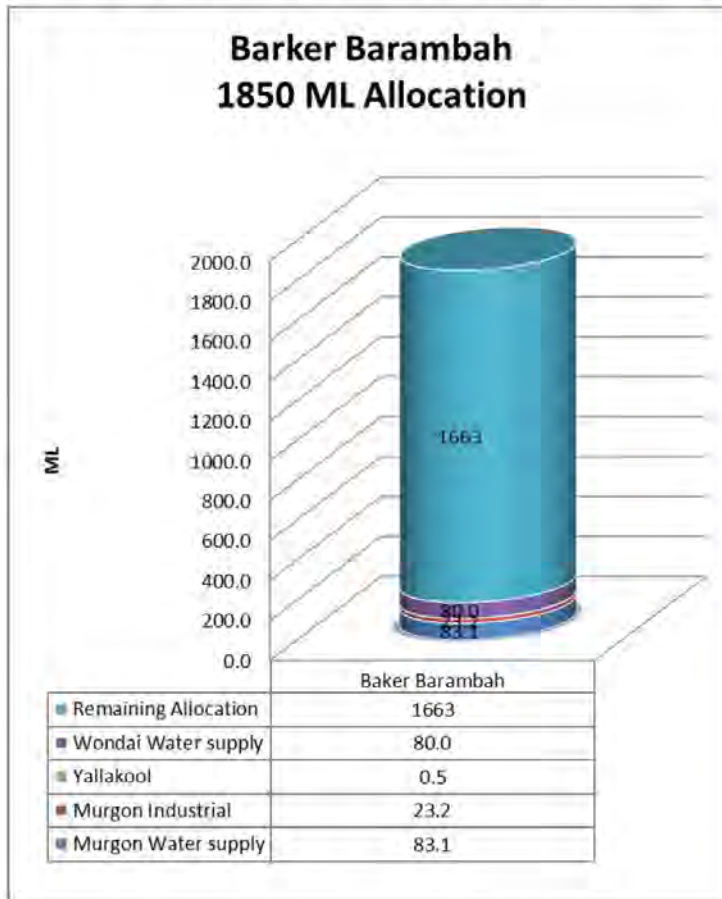 Barker Barambah
1850 ML Allocation
2000.0
1800.0
1600.0
1400.0
1200.0
1000.0
800.0
600.0
400.0
200.0
0.0
ML
1663
80.0
23.2
83.1
Baker Barambah
Remaining Allocation 1663
Wondai Water supply 80.0
Yallakool 0.5
Murgon Industrial 23.2
Murgon Water supply 83.1